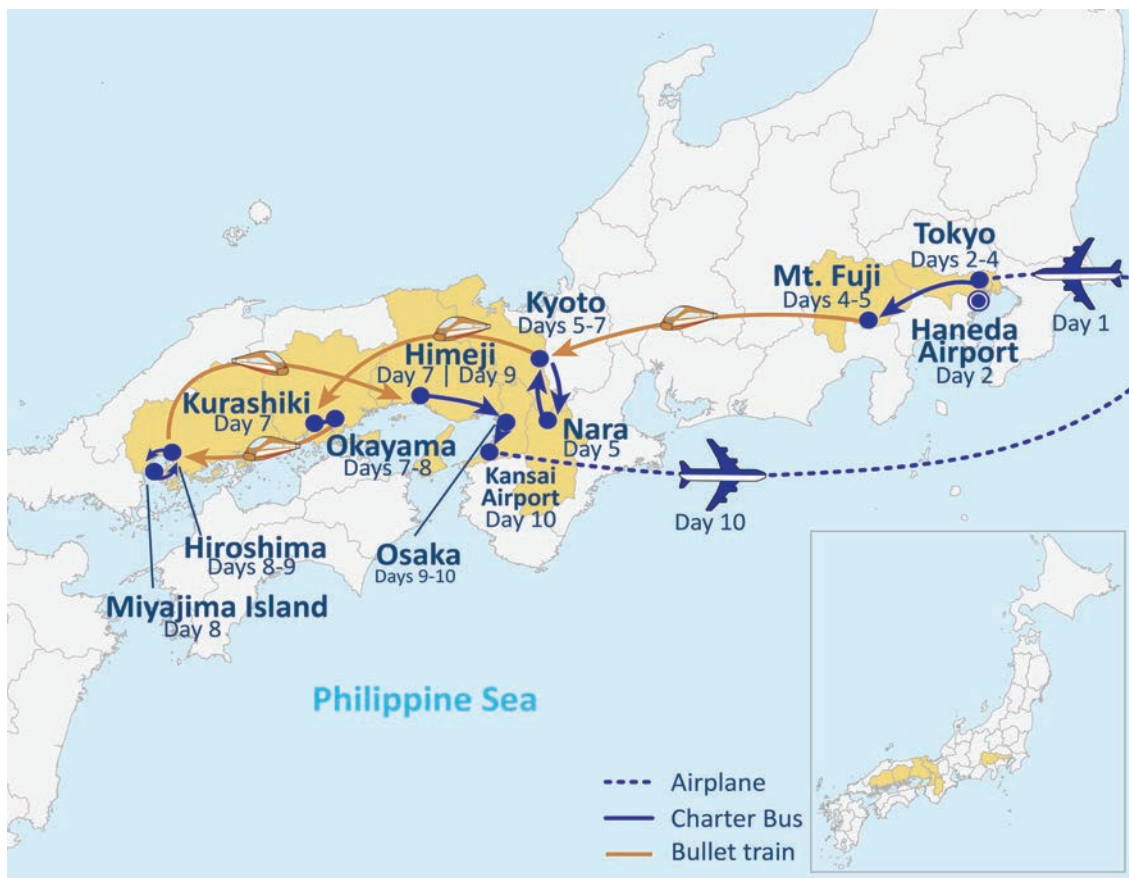 Tokyo
Days 2-4
Mt. Fuji
Days 4-5
Haneda
Airport
Day 2
Day 1
Kyoto
Days 5-7
Himeji
Day 7 | Day 9
Kurashiki
Day 7
Okayama
Days 7-8
Nara
Day 5
Kansai
Airport
Day 10
Day 10
Hiroshima
Days 8-9
Osaka
Days 9-10
Miyajima Island
Day 8
Philippine Sea
Airplane
Charter Bus
Bullet train